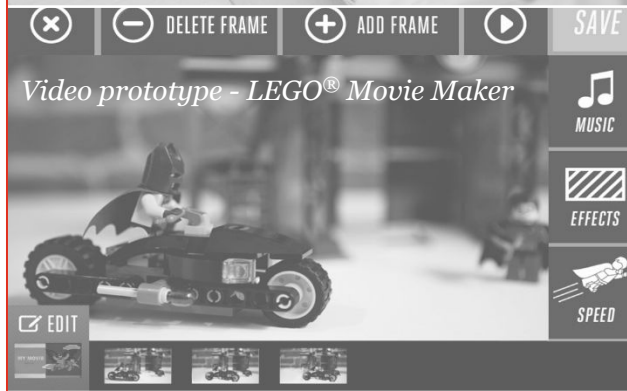 DELETE FRAME
ADD FRAME
SAVE
Video prototype - LEGO® Movie Maker
MUSIC
EFFECTS
SPEED
EDIT